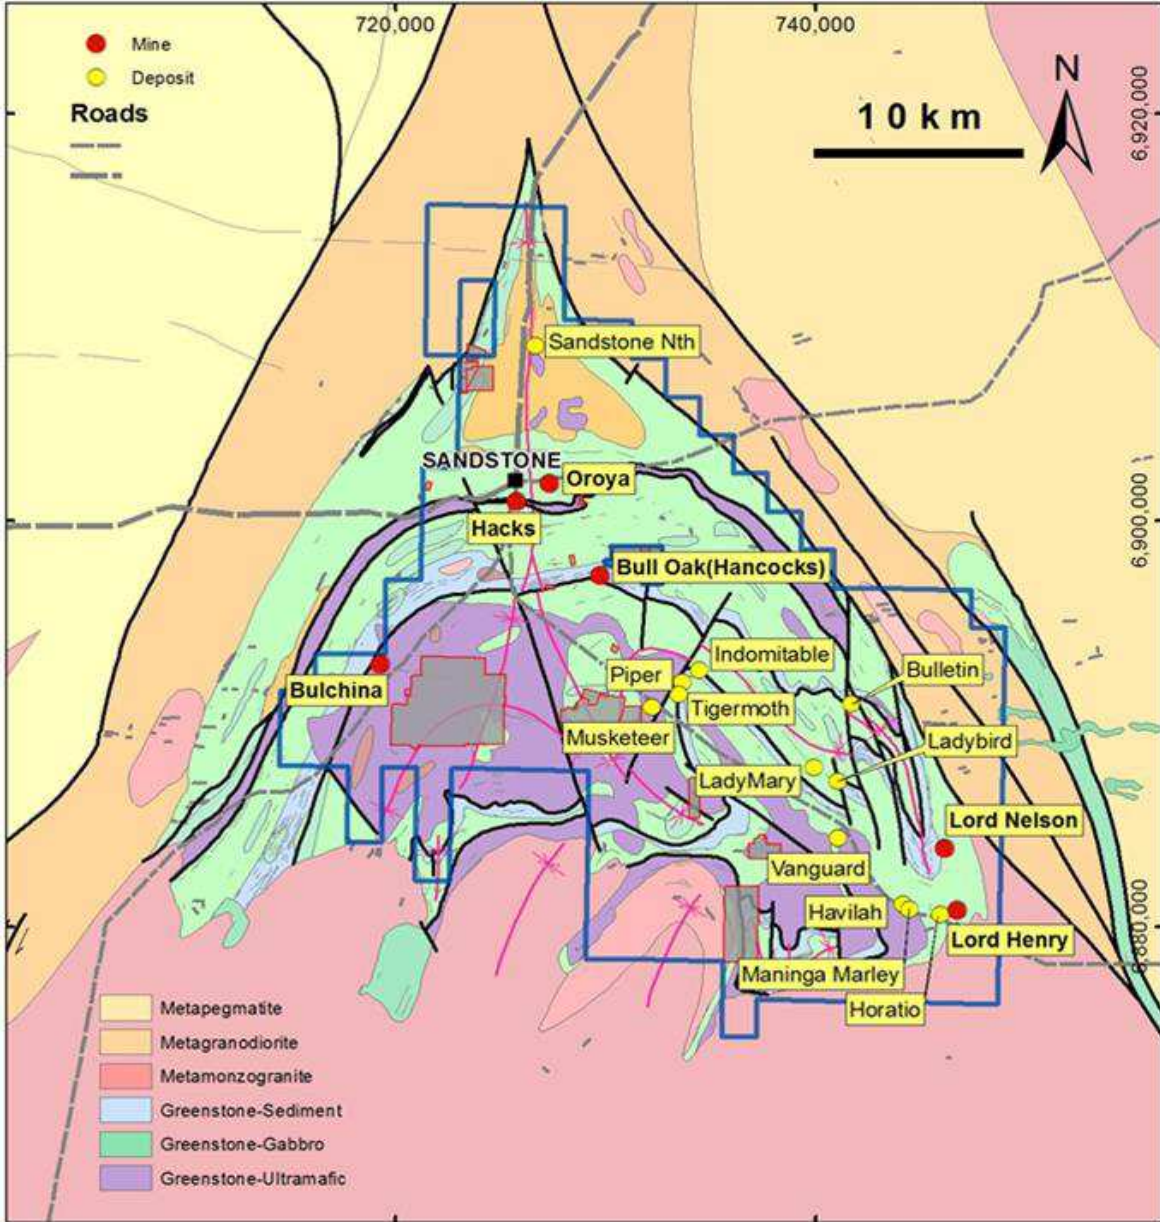 720,000
740,000
Mine
Deposit
Roads
10 km
N
6,920,000
Sandstone Nth
SANDSTONE
Oroya
Hacks
6,900,000
Bull Oak(Hancocks)
Indomitable
Piper
Bulletin
Bulchina
Tigermoth
Musketeer
Ladybird
LadyMary
Lord Nelson
Vanguard
Havilah
Lord Henry
6,880,000
Maninga Marley
Horatio
Metapegmatite
Metagranodiorite
Metamonzogranite
Greenstone-Sediment
Greenstone-Gabbro
Greenstone-Ultramafic